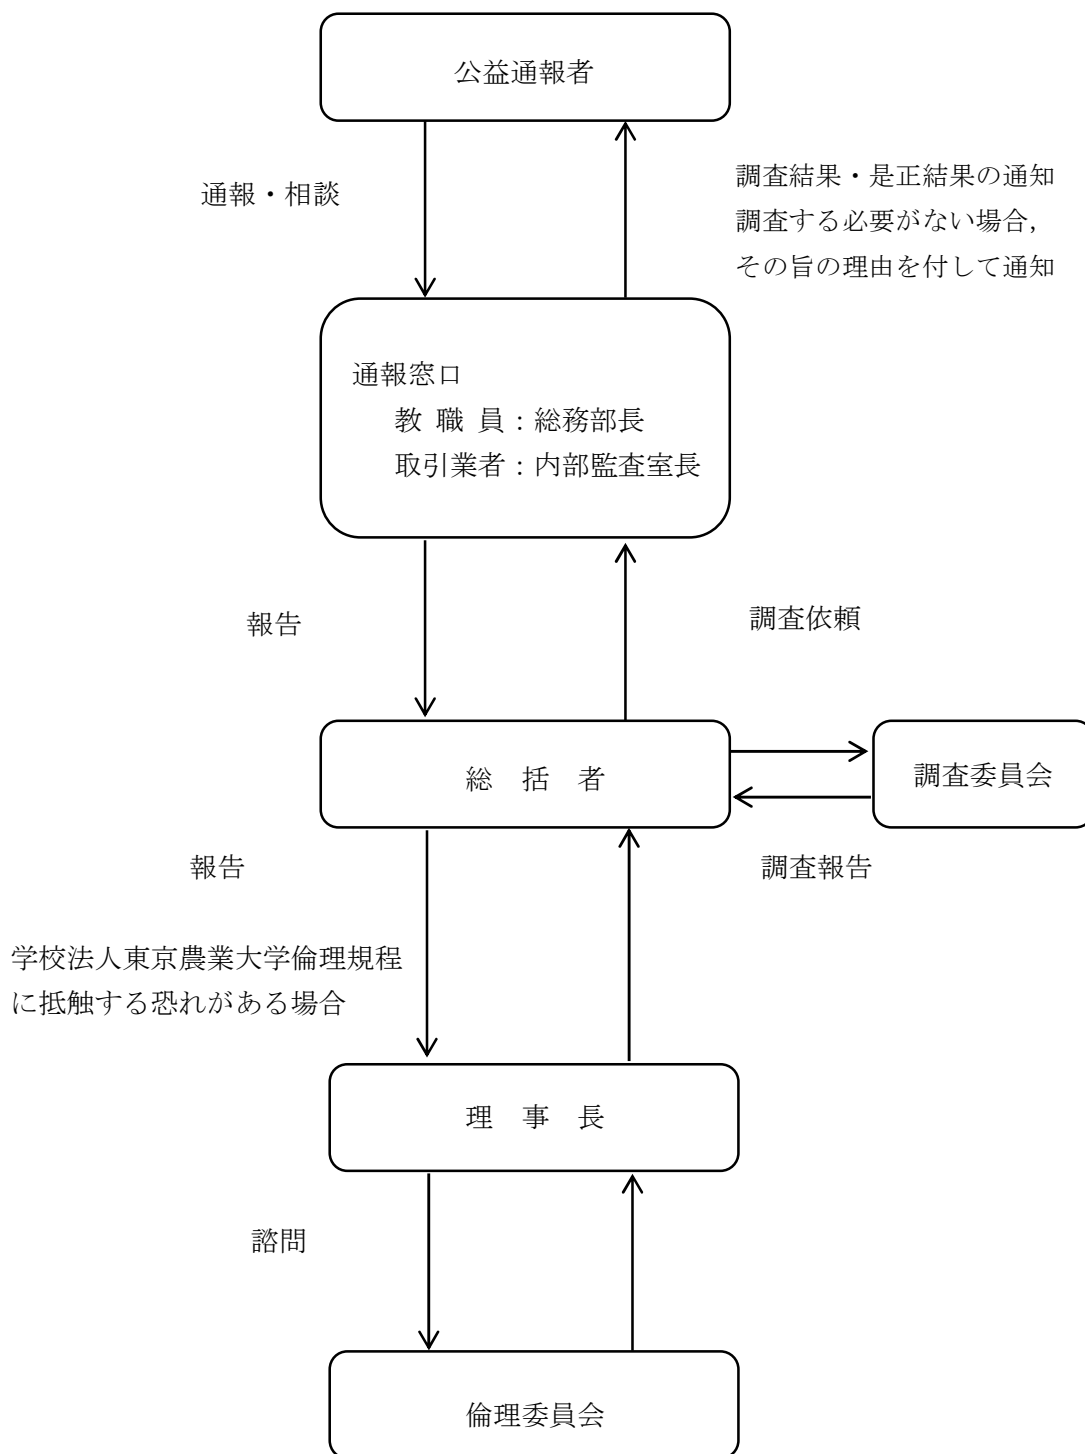 公益通報者
通報・相談
調査結果・是正結果の通知
調査する必要がない場合,
その旨の理由を付して通知
通報窓口
教 職 員:総務部長
取引業者:内部監査室長
報告
調査依頼
総 括 者
調査委員会
報告
調査報告
学校法人東京農業大学倫理規程
に抵触する恐れがある場合
理 事 長
諮問
倫理委員会